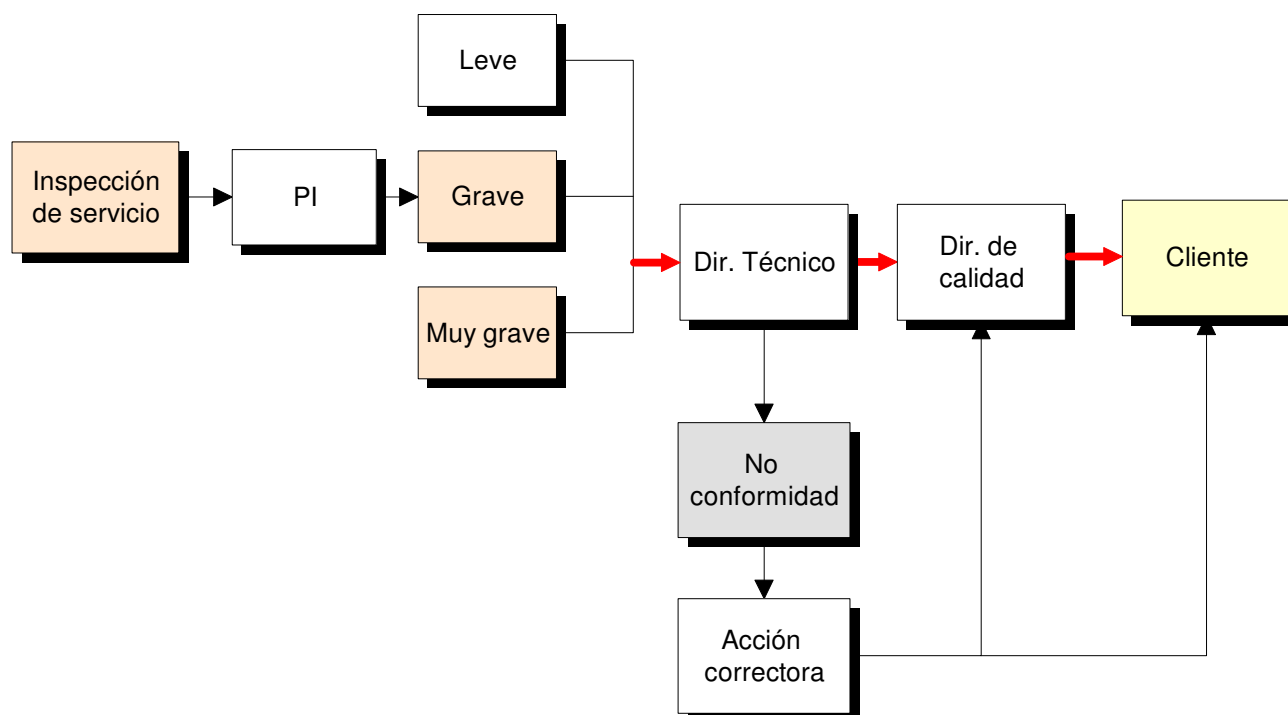 Leve
Inspección
de servicio
PI
Grave
Muy grave
Dir. Técnico
Dir. de
calidad
Cliente
No
conformidad
Acción
correctora